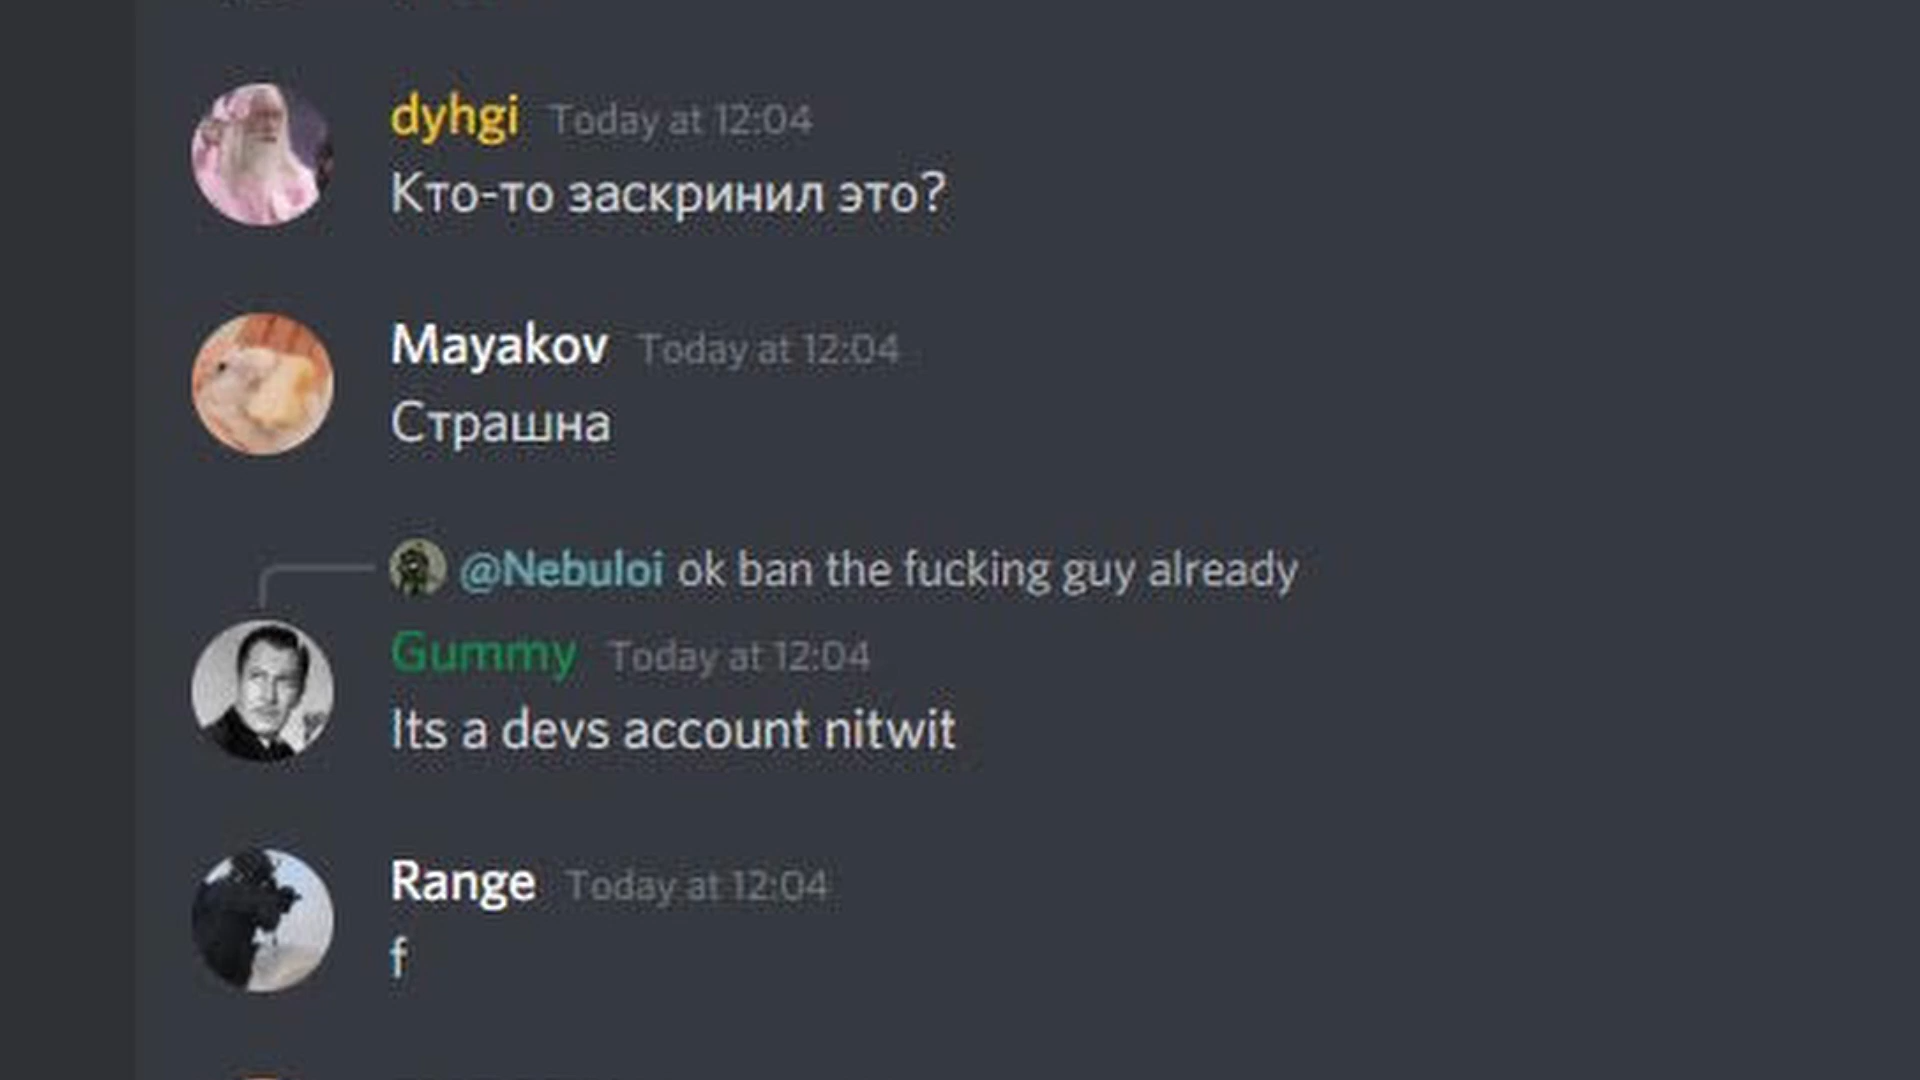 dyhgi Today at 12:04
Кто-то заскринил это?
Mayakov Today at 12:04
Страшна
@Nebuloi ok ban the fucking guy already
Gummy Today at 12:04
Its a devs account nitwit
Range Today at 12:04
f